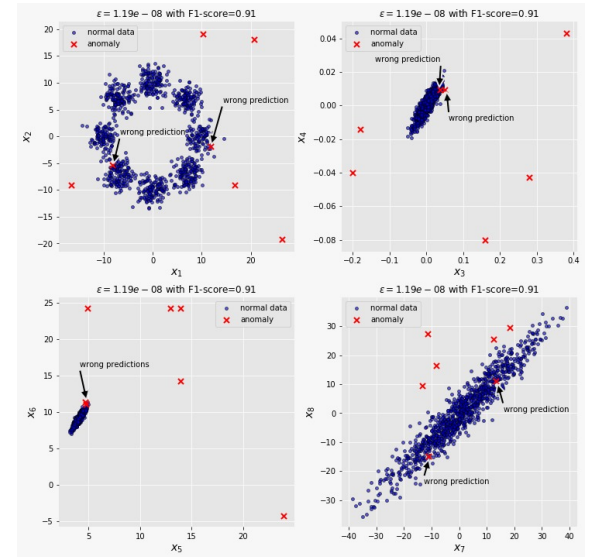 ε = 1.19e − 08 with F1-score=0.91
normal data
anomaly
wrong prediction
wrong prediction
20
15
10
5
0
−5
−10
−15
−20
x2
−10
0
10
20
x1
ε = 1.19e − 08 with F1-score=0.91
normal data
anomaly
wrong prediction
wrong prediction
0.04
0.02
0.00
−0.02
−0.04
−0.06
−0.08
x4
−0.2
−0.1
0.0
0.1
0.2
0.3
0.4
x3
ε = 1.19e − 08 with F1-score=0.91
normal data
anomaly
wrong predictions
25
20
15
10
5
0
−5
x6
5
10
15
20
x5
ε = 1.19e − 08 with F1-score=0.91
normal data
anomaly
wrong prediction
wrong prediction
30
20
10
0
−10
−20
−30
x8
−40
−30
−20
−10
0
10
20
30
40
x7